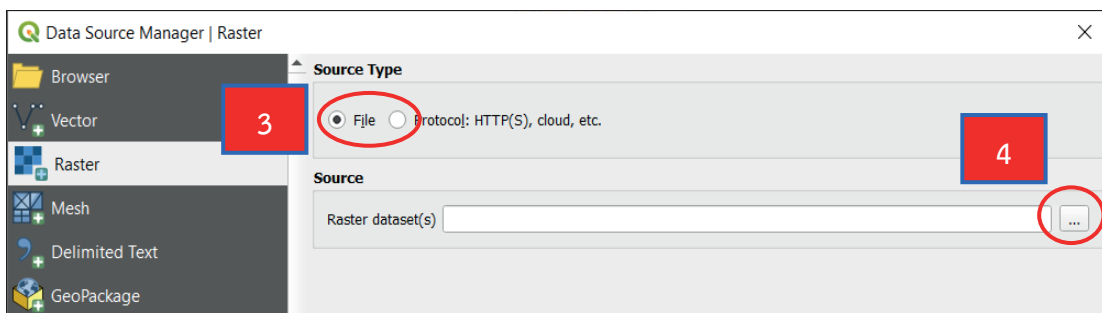 Data Source Manager | Raster
Browser
Vector
Raster
Mesh
Delimited Text
GeoPackage
Source Type
3
File
Protocol: HTTP(S), cloud, etc.
4
Source
Raster dataset(s)
...